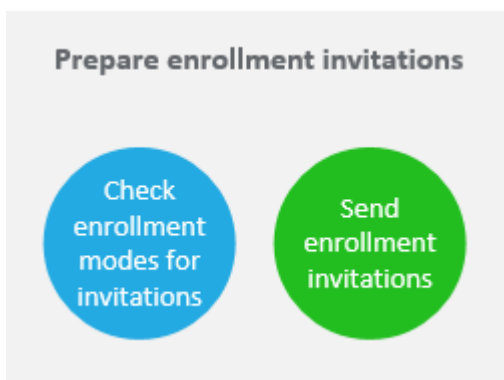 Prepare enrollment invitations
Check
enrollment
modes for
invitations
Send
enrollment
invitations